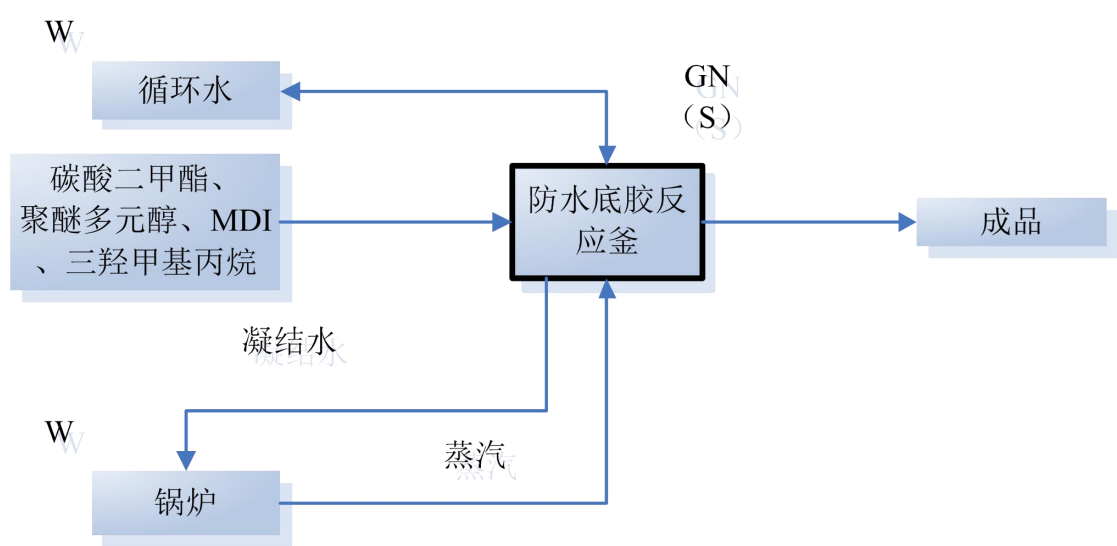 W
循环水
GN
（S）
碳酸二甲酯、
聚醚多元醇、MDI
、三羟甲基丙烷
防水底胶反
应釜
成品
凝结水
W
蒸汽
锅炉